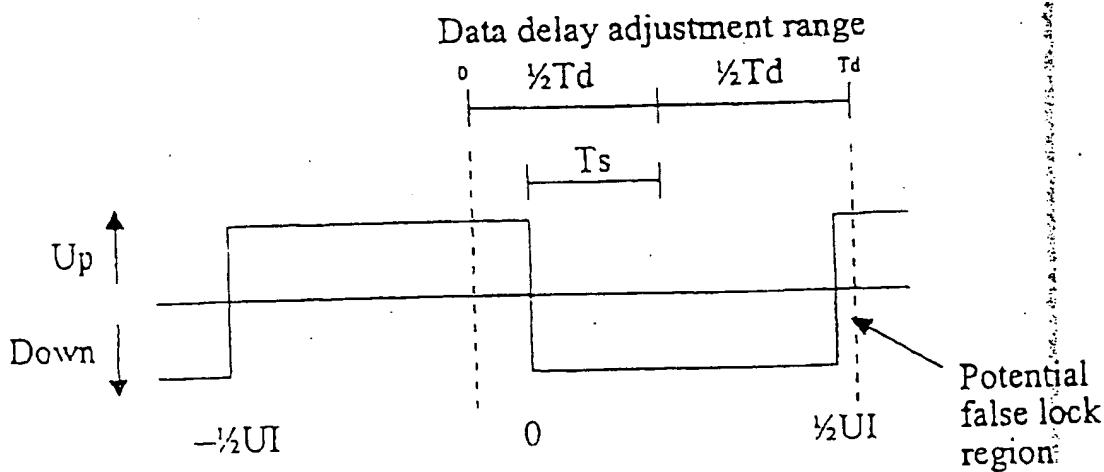 Data delay adjustment range
0 ½Td ½Td Td
Ts
Up
Down
Potential
false lock
region
–½UI 0 ½UI